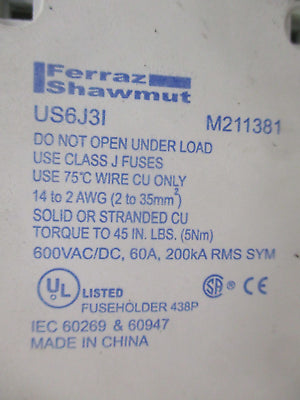 Ferraz
Shawmut
US6J3I M211381
DO NOT OPEN UNDER LOAD
USE CLASS J FUSES
USE 75°C WIRE CU ONLY
14 to 2 AWG (2 to 35mm²)
SOLID OR STRANDED CU
TORQUE TO 45 IN. LBS. (5Nm)
600VAC/DC, 60A, 200kA RMS SYM
UL LISTED SA ® CE
FUSEHOLDER 438P
IEC 60269 & 60947
MADE IN CHINA